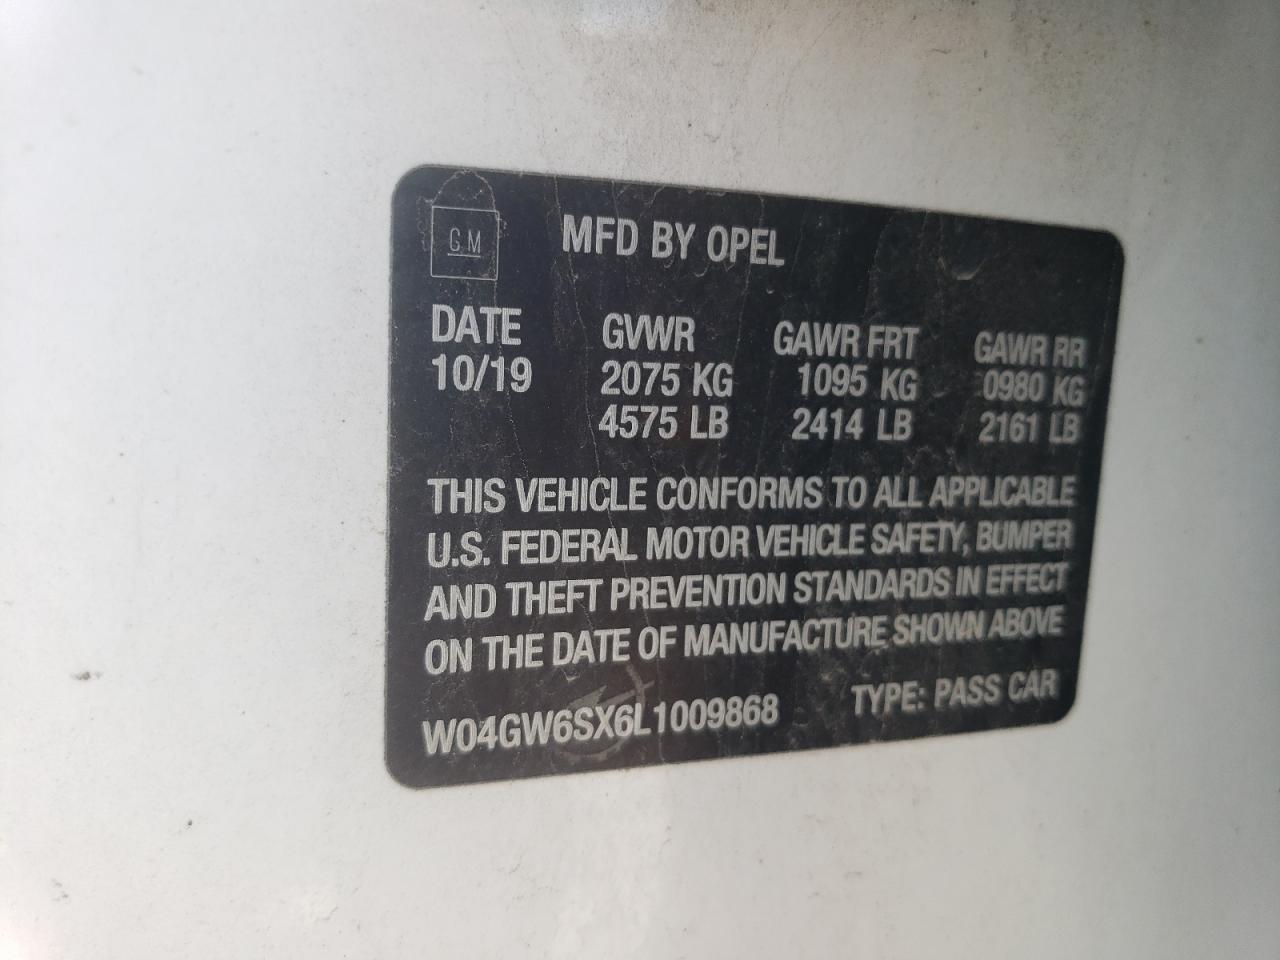 GM
MFD BY OPEL
DATE GVWR GAWR FRT GAWR RR
10/19 2075 KG 1095 KG 0980 KG
4575 LB 2414 LB 2161 LB
THIS VEHICLE CONFORMS TO ALL APPLICABLE
U.S. FEDERAL MOTOR VEHICLE SAFETY, BUMPER
AND THEFT PREVENTION STANDARDS IN EFFECT
ON THE DATE OF MANUFACTURE SHOWN ABOVE
W04GW6SX6L1009868 TYPE: PASS CAR